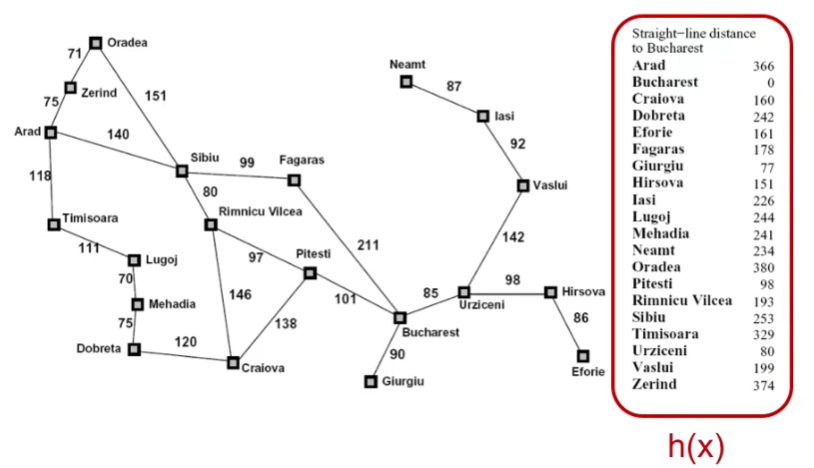 Oradea
71
Zerind
75
151
Arad
140
Sibiu
99
Fagaras
118
80
Rimnicu Vilcea
Timisoara
111
Lugoj
97
Pitesti
211
70
Mehadia
146
101
75
138
Dobreta
120
Craiova
Bucharest
90
Giurgiu
85
Urziceni
98
Hirsova
86
Eforie
142
Vaslui
92
Iasi
87
Neamt
Straight-line distance
to Bucharest
Arad 366
Bucharest 0
Craiova 160
Dobreta 242
Eforie 161
Fagaras 178
Giurgiu 77
Hirsova 151
Iasi 226
Lugoj 244
Mehadia 241
Neamt 234
Oradea 380
Pitesti 98
Rimnicu Vilcea 193
Sibiu 253
Timisoara 329
Urziceni 80
Vaslui 199
Zerind 374
h(x)